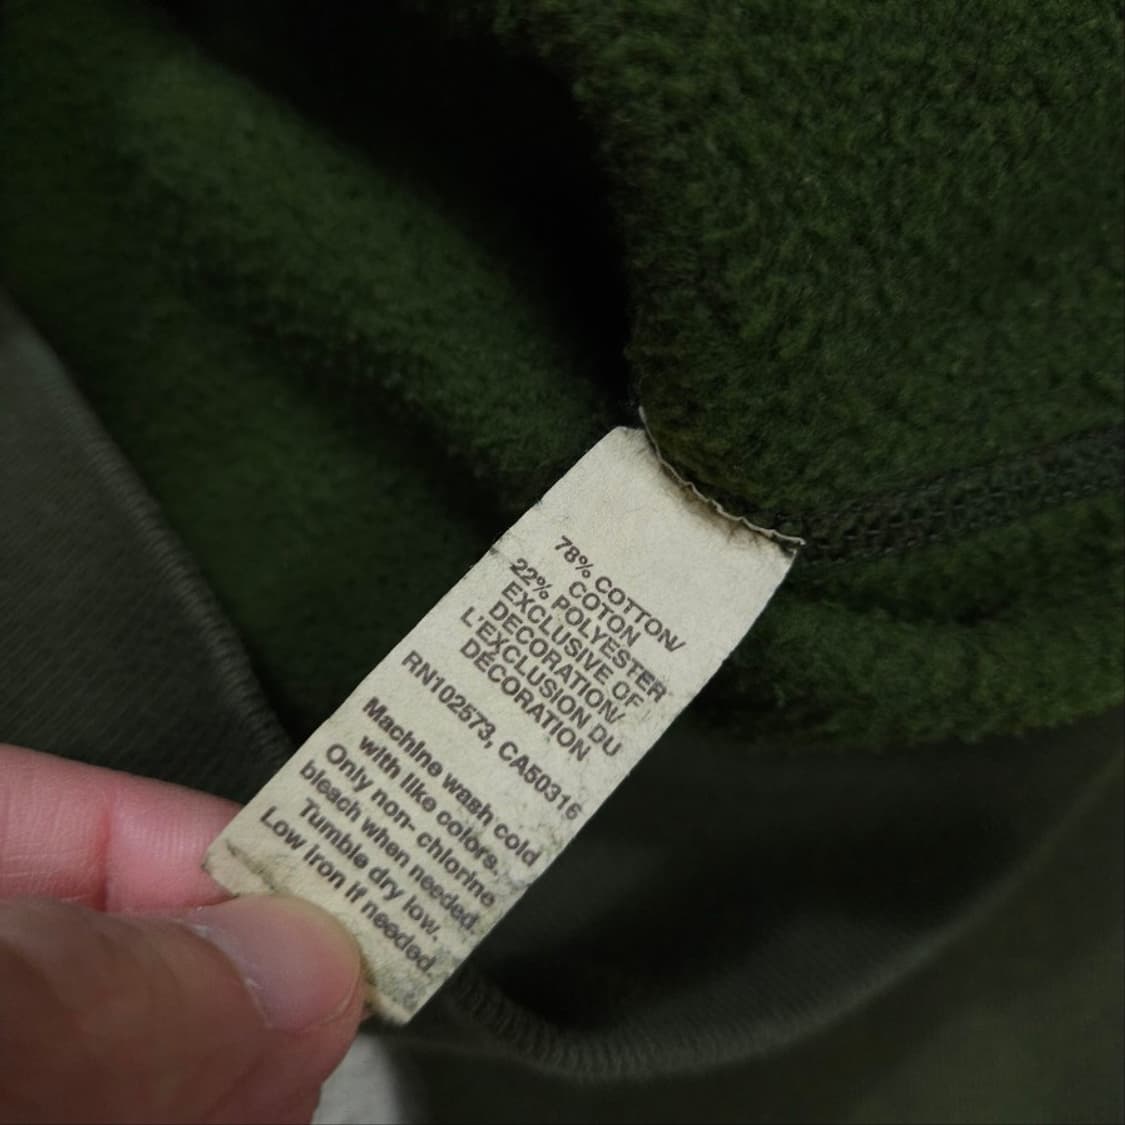 78% COTTON/
COTON
22% POLYESTER
EXCLUSIVE OF
DECORATION/
L'EXCLUSION DU
DÉCORATION
RN102573, CA50316
Machine wash cold
with like colors.
Only non- chlorine
bleach when needed.
Tumble dry low.
Low iron if needed.